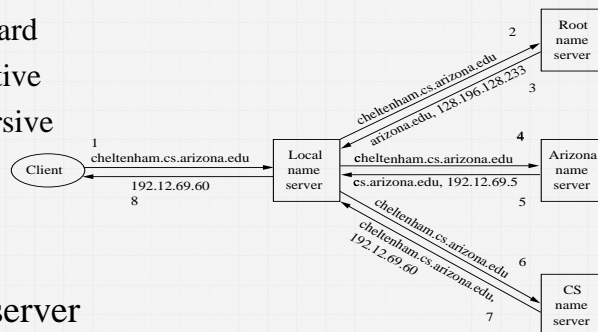 ard
tive
rsive
server
1
cheltenham.cs.arizona.edu
Client
192.12.69.60
8
Local
name
server
2
cheltenham.cs.arizona.edu
arizona.edu, 128.196.128.233
3
Root
name
server
4
cheltenham.cs.arizona.edu
cs.arizona.edu, 192.12.69.5
5
Arizona
name
server
cheltenham.cs.arizona.edu
6
cheltenham.cs.arizona.edu,
192.12.69.60
7
CS
name
server